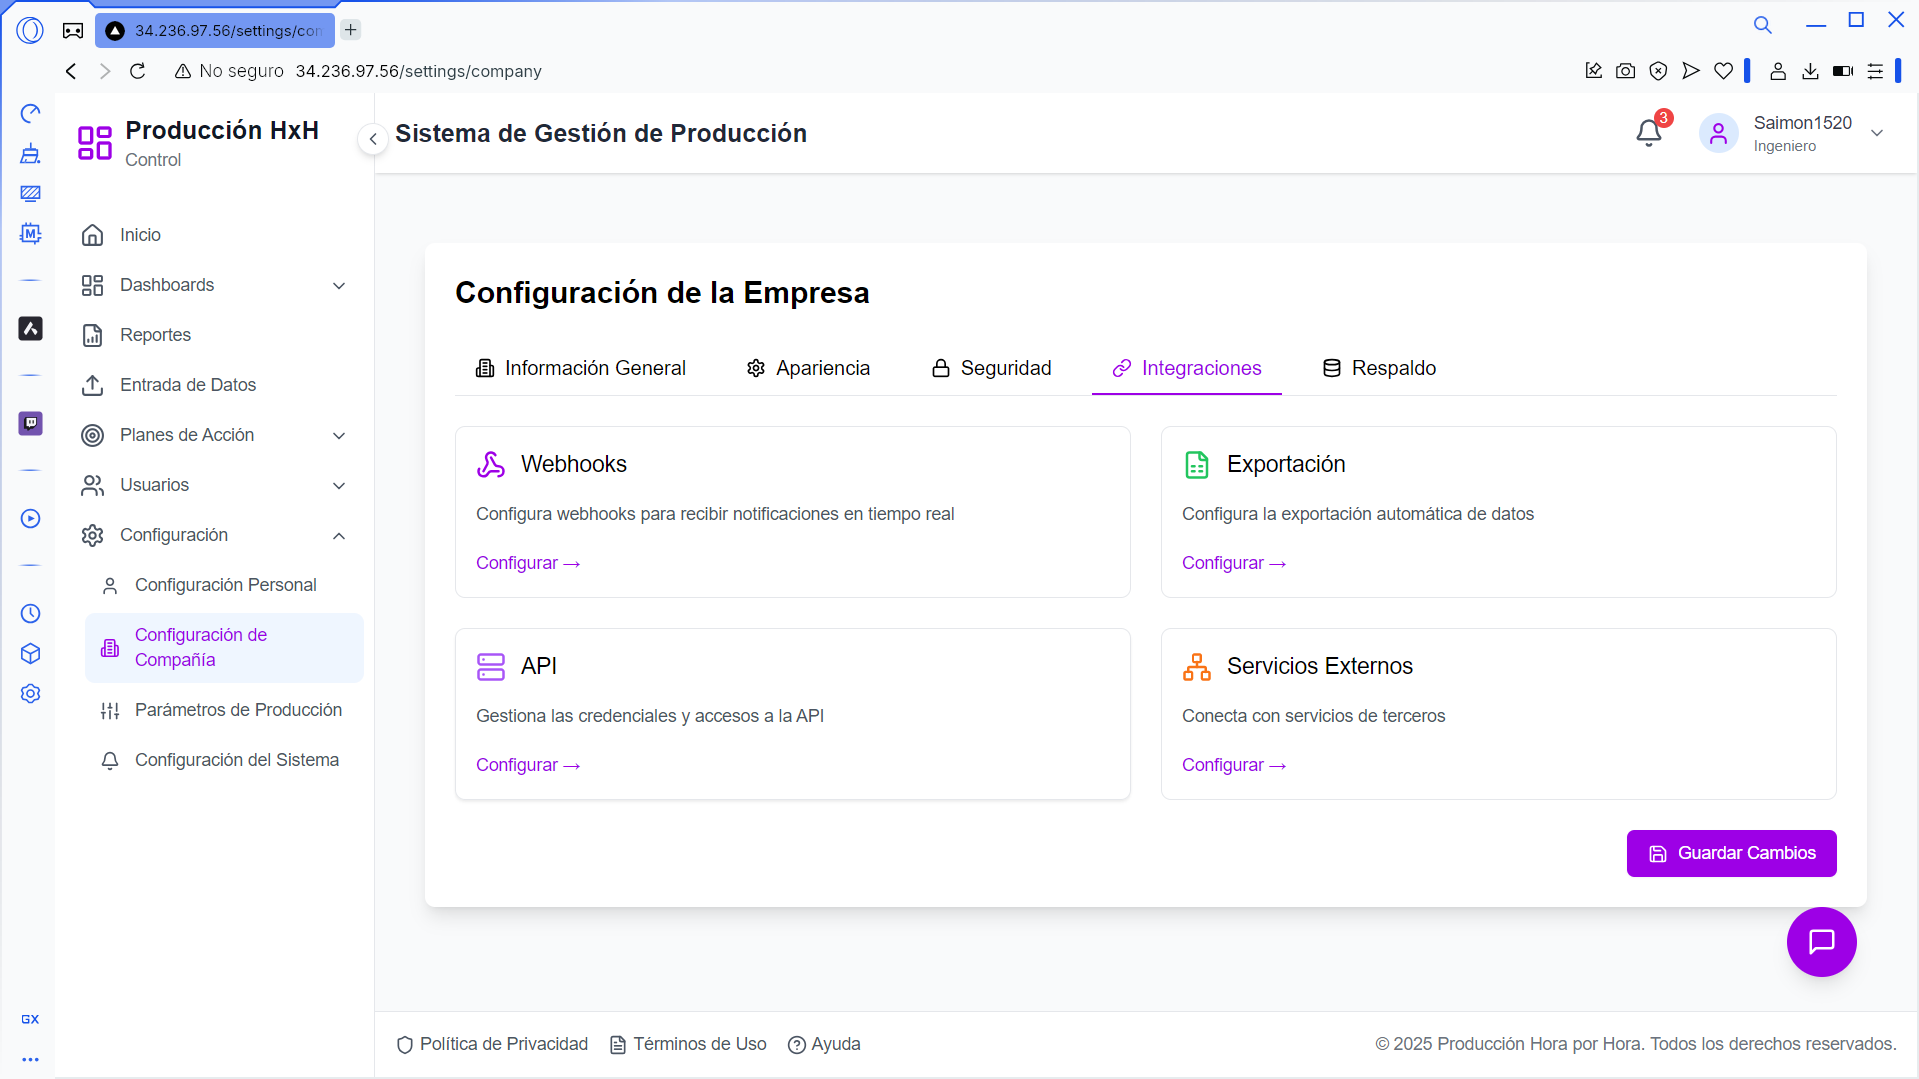 34.236.97.56/settings/con
No seguro 34.236.97.56/settings/company
Producción HxH
Control
Sistema de Gestión de Producción
3
Saimon1520
Ingeniero
Inicio
Dashboards
Reportes
Entrada de Datos
Planes de Acción
Usuarios
Configuración
Configuración Personal
Configuración de
Compañía
Parámetros de Producción
Configuración del Sistema
M
GX
Configuración de la Empresa
Información General
Apariencia
Seguridad
Integraciones
Respaldo
Webhooks
Configura webhooks para recibir notificaciones en tiempo real
Configurar →
Exportación
Configura la exportación automática de datos
Configurar →
API
Gestiona las credenciales y accesos a la API
Configurar →
Servicios Externos
Conecta con servicios de terceros
Configurar →
Guardar Cambios
Política de Privacidad
Términos de Uso
Ayuda
© 2025 Producción Hora por Hora. Todos los derechos reservados.